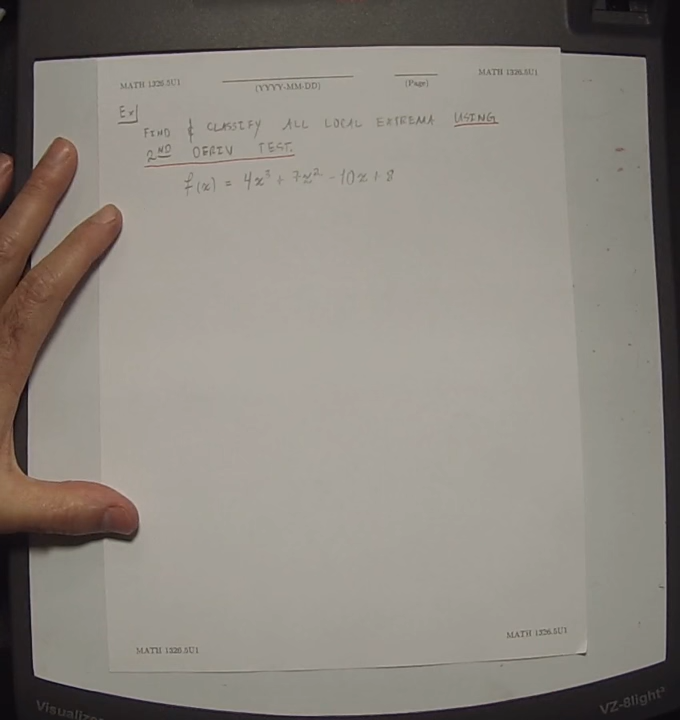 MATH 1326.5U1
(YYYY-MM-DD)
(Page)
MATH 1326.5U1
Ex
FIND & CLASSIFY ALL LOCAL EXTREMA USING
2ND DERIV TEST.
f(x) = 4x³ + 7x² - 10x + 8
MATH 1326.5U1
MATH 1326.5U1
VZ-8light³